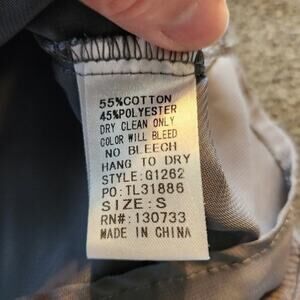 55%COTTON
45%POLYESTER
DRY CLEAN ONLY
COLOR WILL BLEED
NO BLEECH
HANG TO DRY
STYLE:G1262
PO:TL31886
SIZE:S
RN#:130733
MADE IN CHINA